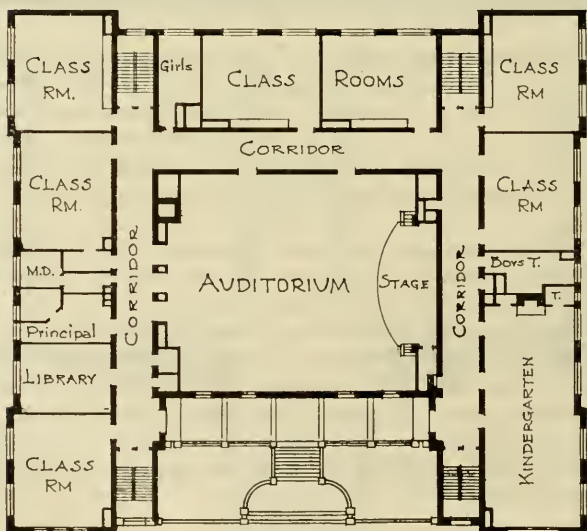 CLASS
RM.
Girls
CLASS
ROOMS
CLASS
RM
CORRIDOR
CLASS
RM.
CLASS
RM
M.D.
CORRIDOR
AUDITORIUM
STAGE
CORRIDOR
BOYS T.
T.
Principal
LIBRARY
KINDERGARTEN
CLASS
RM